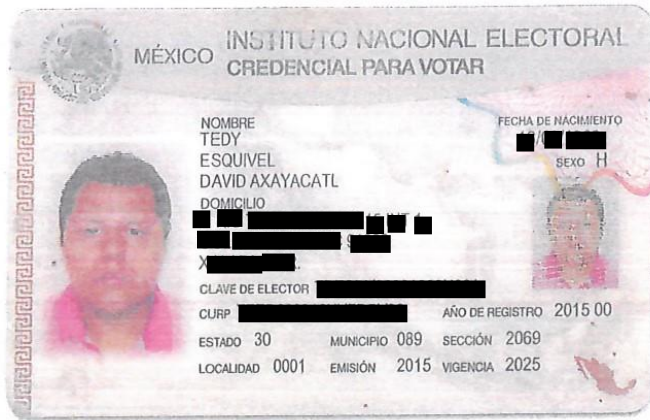 MÉXICO INSTITUTO NACIONAL ELECTORAL
CREDENCIAL PARA VOTAR
NOMBRE
TEDY
ESQUIVEL
DAVID AXAYACATL
FECHA DE NACIMIENTO
SEXO H
DOMICILIO
CLAVE DE ELECTOR
CURP
AÑO DE REGISTRO 2015 00
ESTADO 30 MUNICIPIO 089 SECCIÓN 2069
LOCALIDAD 0001 EMISIÓN 2015 VIGENCIA 2025